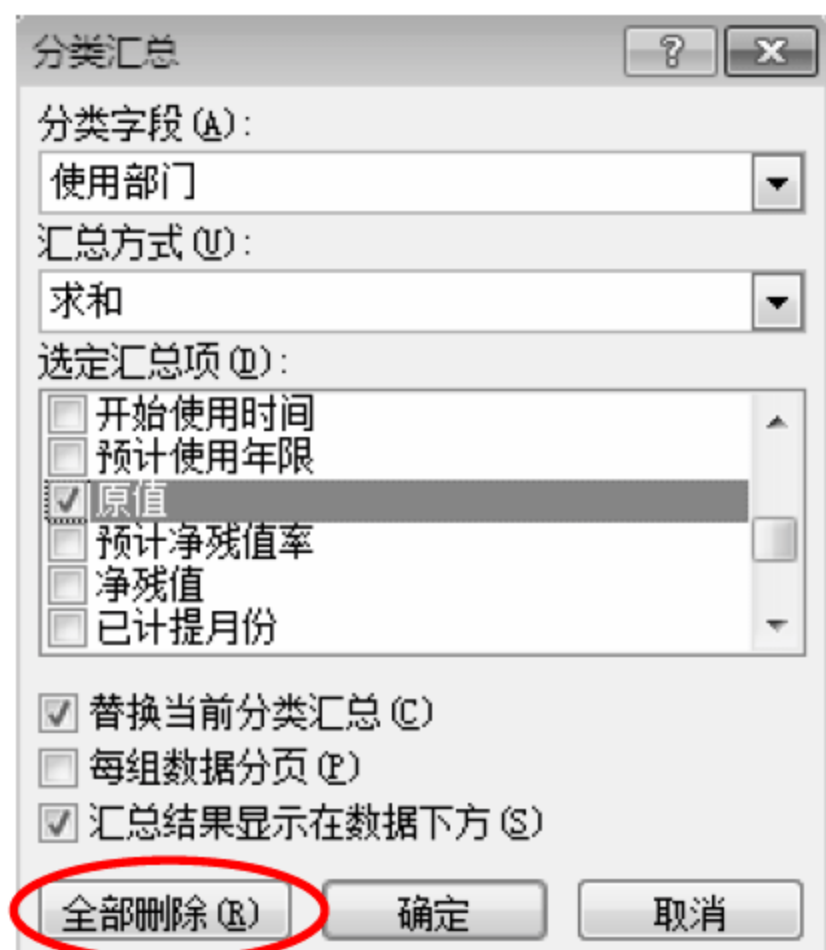 分类汇总
分类字段(A):
使用部门
汇总方式(U):
求和
选定汇总项(D):
开始使用时间
预计使用年限
原值
预计净残值率
净残值
已计提月份
替换当前分类汇总(C)
每组数据分页(P)
汇总结果显示在数据下方(S)
全部删除(R) 确定 取消